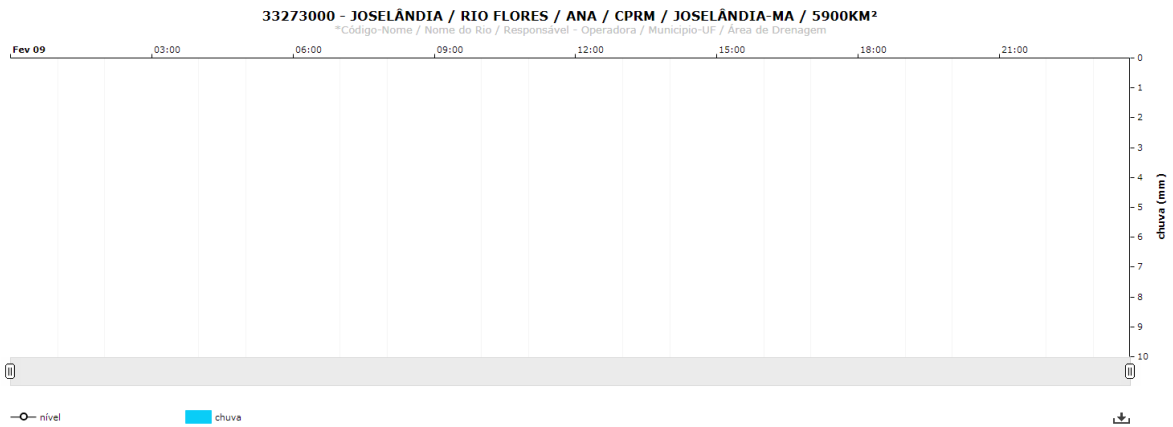 33273000 - JOSELÂNDIA / RIO FLORES / ANA / CPRM / JOSELÂNDIA-MA / 5900KM²
*Código-Nome / Nome do Rio / Responsável - Operadora / Municipio-UF / Área de Drenagem
Fev 09 03:00 06:00 09:00 12:00 15:00 18:00 21:00
0
1
2
3
4
5
6
7
8
9
10
chuva (mm)
nível chuva